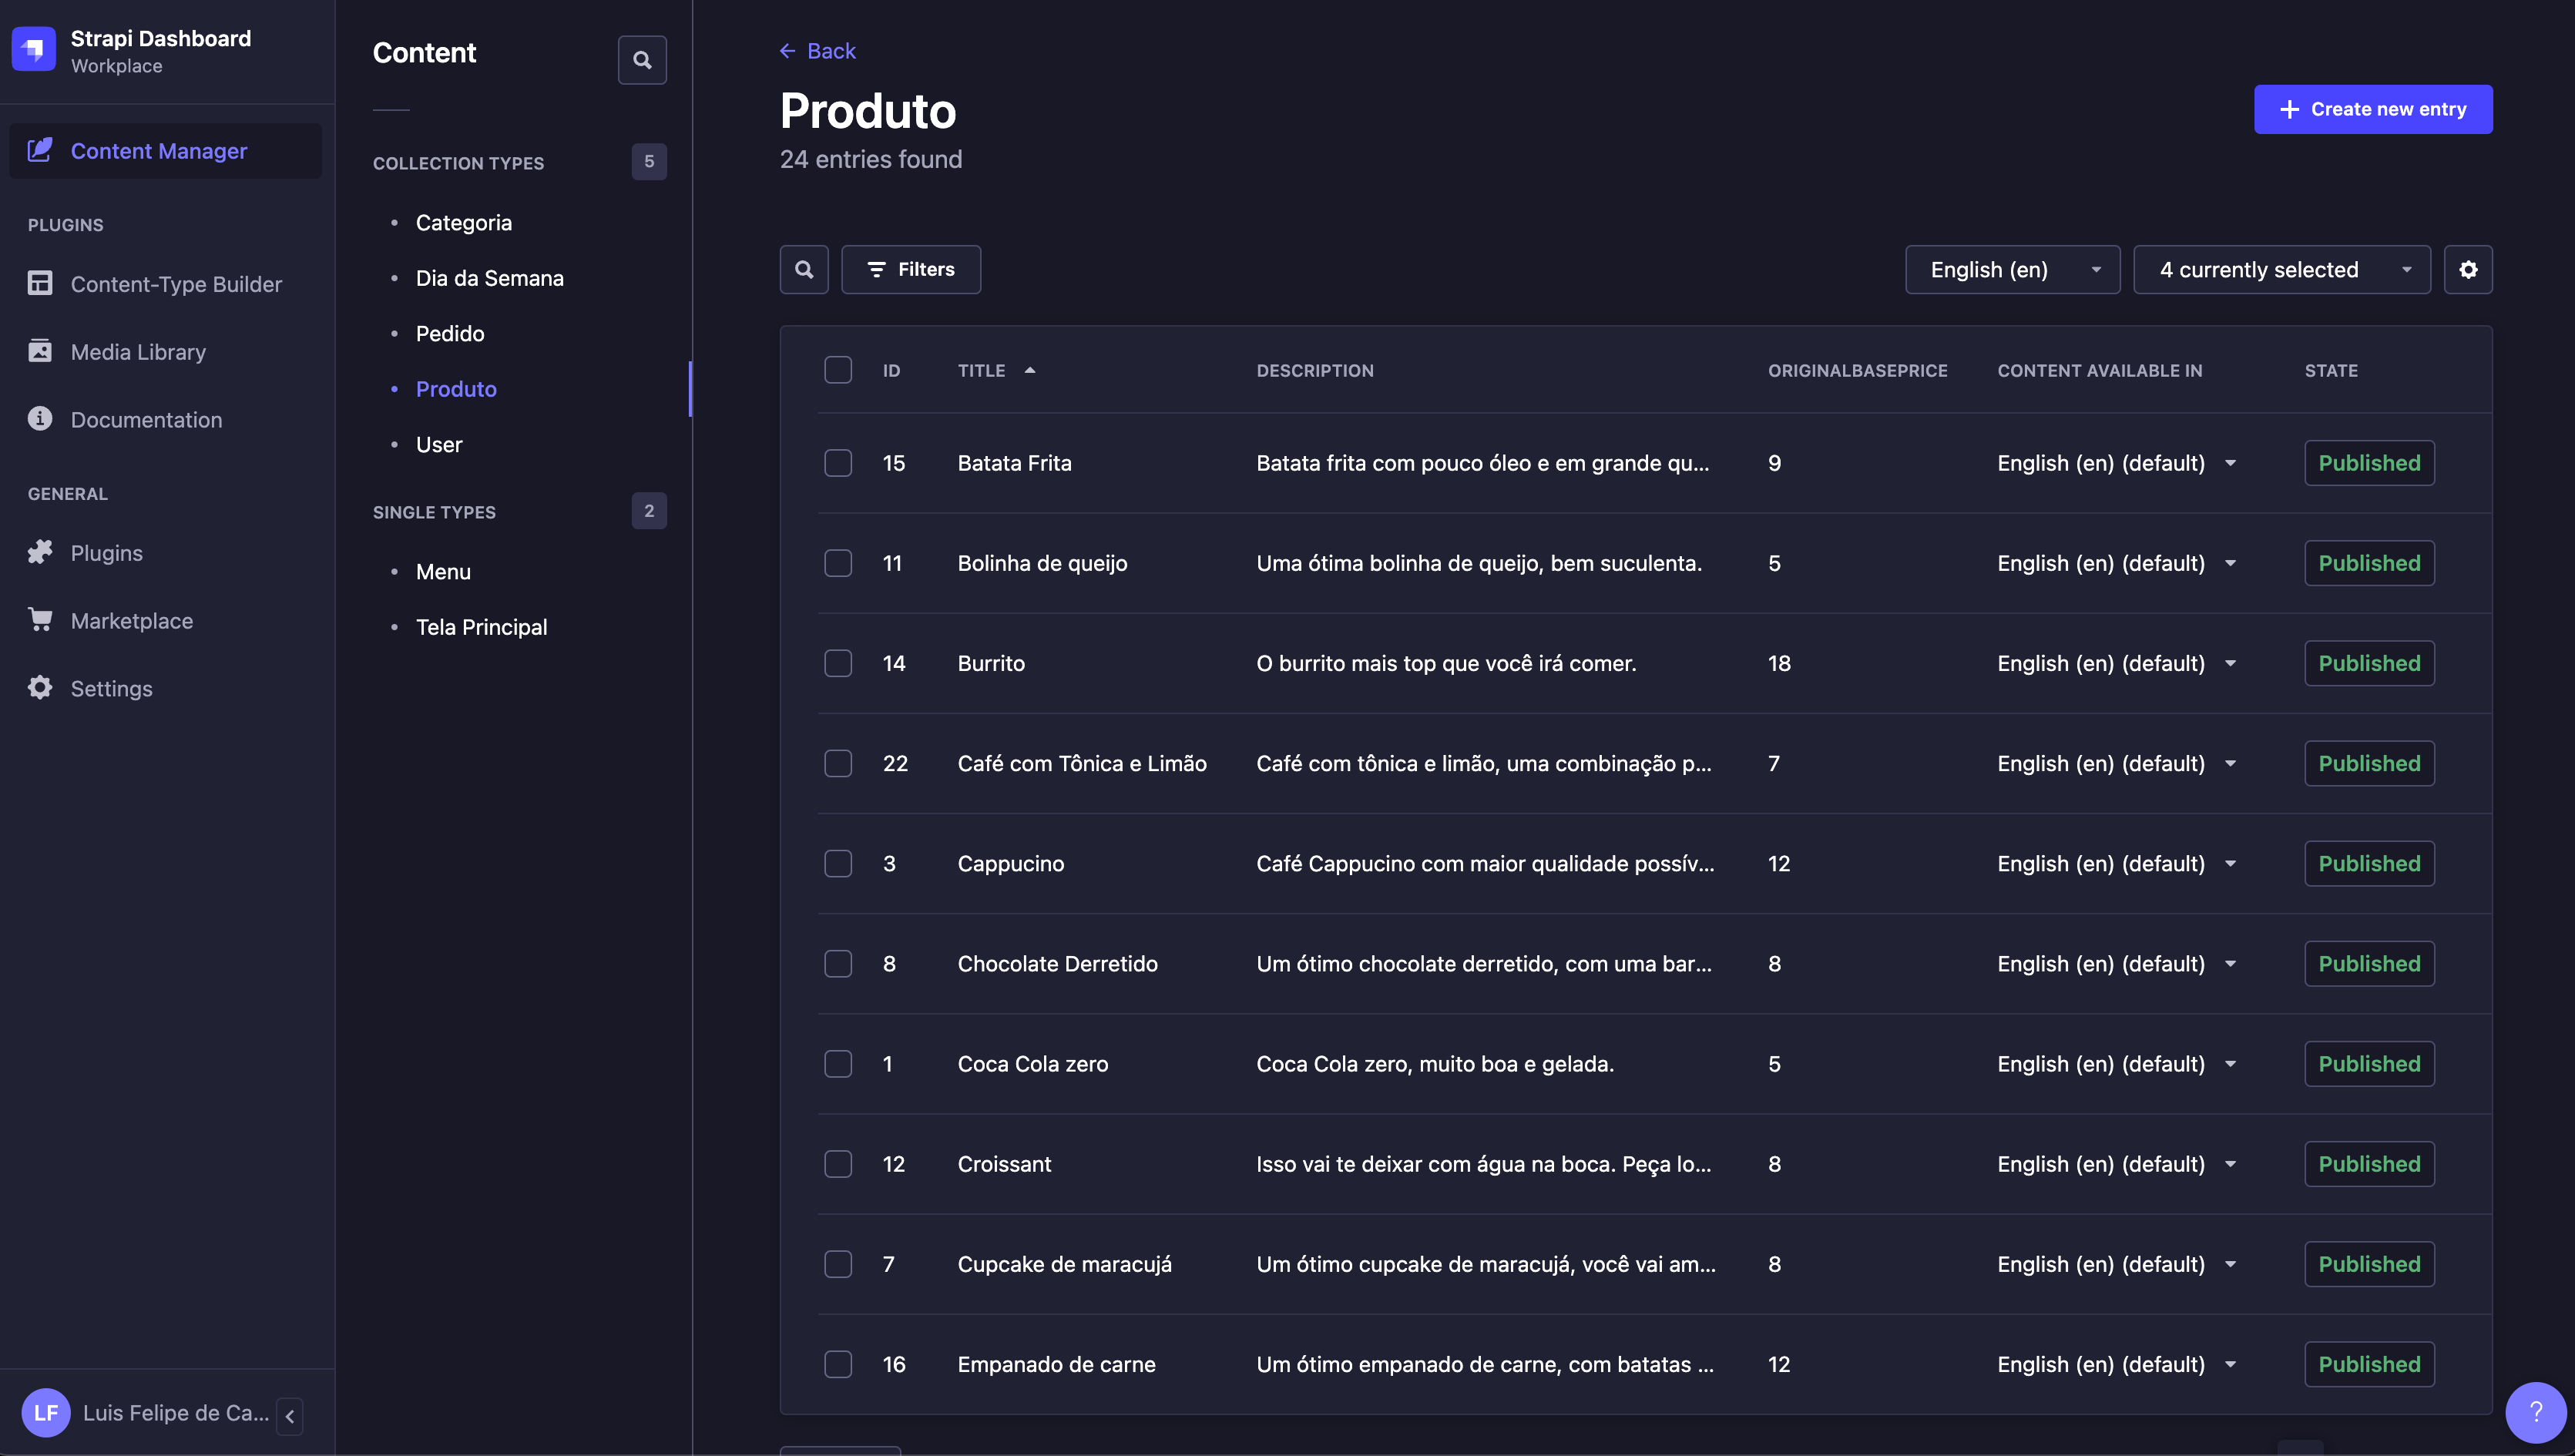 Strapi Dashboard
Workplace
Content Manager
PLUGINS
Content-Type Builder
Media Library
Documentation
GENERAL
Plugins
Marketplace
Settings
LF
Luis Felipe de Ca...
Content
COLLECTION TYPES 5
Categoria
Dia da Semana
Pedido
Produto
User
SINGLE TYPES 2
Menu
Tela Principal
Back
Produto
24 entries found
Create new entry
Filters
English (en)
4 currently selected
ID TITLE DESCRIPTION ORIGINALBASEPRICE CONTENT AVAILABLE IN STATE
15 Batata Frita Batata frita com pouco óleo e em grande qu... 9 English (en) (default) Published
11 Bolinha de queijo Uma ótima bolinha de queijo, bem suculenta. 5 English (en) (default) Published
14 Burrito O burrito mais top que você irá comer. 18 English (en) (default) Published
22 Café com Tônica e Limão Café com tônica e limão, uma combinação p... 7 English (en) (default) Published
3 Cappucino Café Cappucino com maior qualidade possív... 12 English (en) (default) Published
8 Chocolate Derretido Um ótimo chocolate derretido, com uma bar... 8 English (en) (default) Published
1 Coca Cola zero Coca Cola zero, muito boa e gelada. 5 English (en) (default) Published
12 Croissant Isso vai te deixar com água na boca. Peça lo... 8 English (en) (default) Published
7 Cupcake de maracujá Um ótimo cupcake de maracujá, você vai am... 8 English (en) (default) Published
16 Empanado de carne Um ótimo empanado de carne, com batatas ... 12 English (en) (default) Published
?